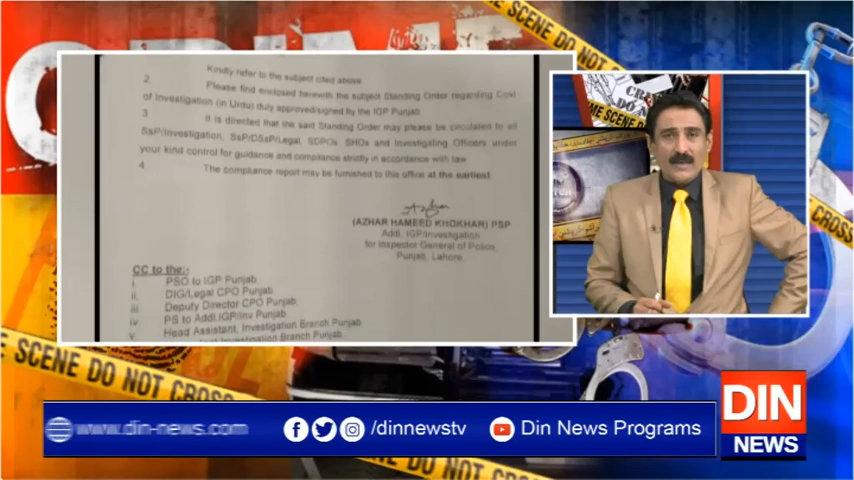 Kindly refer to the subject cited above
2. Please find enclosed herewith the subject Standing Order regarding Cost
of Investigation (in Urdu) duly approved/signed by the IGP Punjab
3 It is directed that the said Standing Order may please be circulated to all
SsP/Investigation, SsP/DSsP/Legal, SDPOs, SHOs and Investigating Officers under
your kind control for guidance and compliance strictly in accordance with law
4. The compliance report may be furnished to this office at the earliest
(AZHAR HAMEED KHOKHAR) PSP
Addl. IGP/Investigation
for Inspector General of Police,
Punjab, Lahore.
CC to the:-
i. PSO to IGP Punjab.
ii. DIG/Legal CPO Punjab.
iii Deputy Director CPO Punjab.
iv PS to Addl.IGP/Inv Punjab
v Head Assistant, Investigation Branch Punjab
Investigation Branch Punjab.
SCENE DO NOT
CRIME SCENE
DO NOT CROSS
SCENE DO NOT CROSS
DO NOT CROSS
www.din-news.com
/dinnewstv
Din News Programs
DIN
NEWS